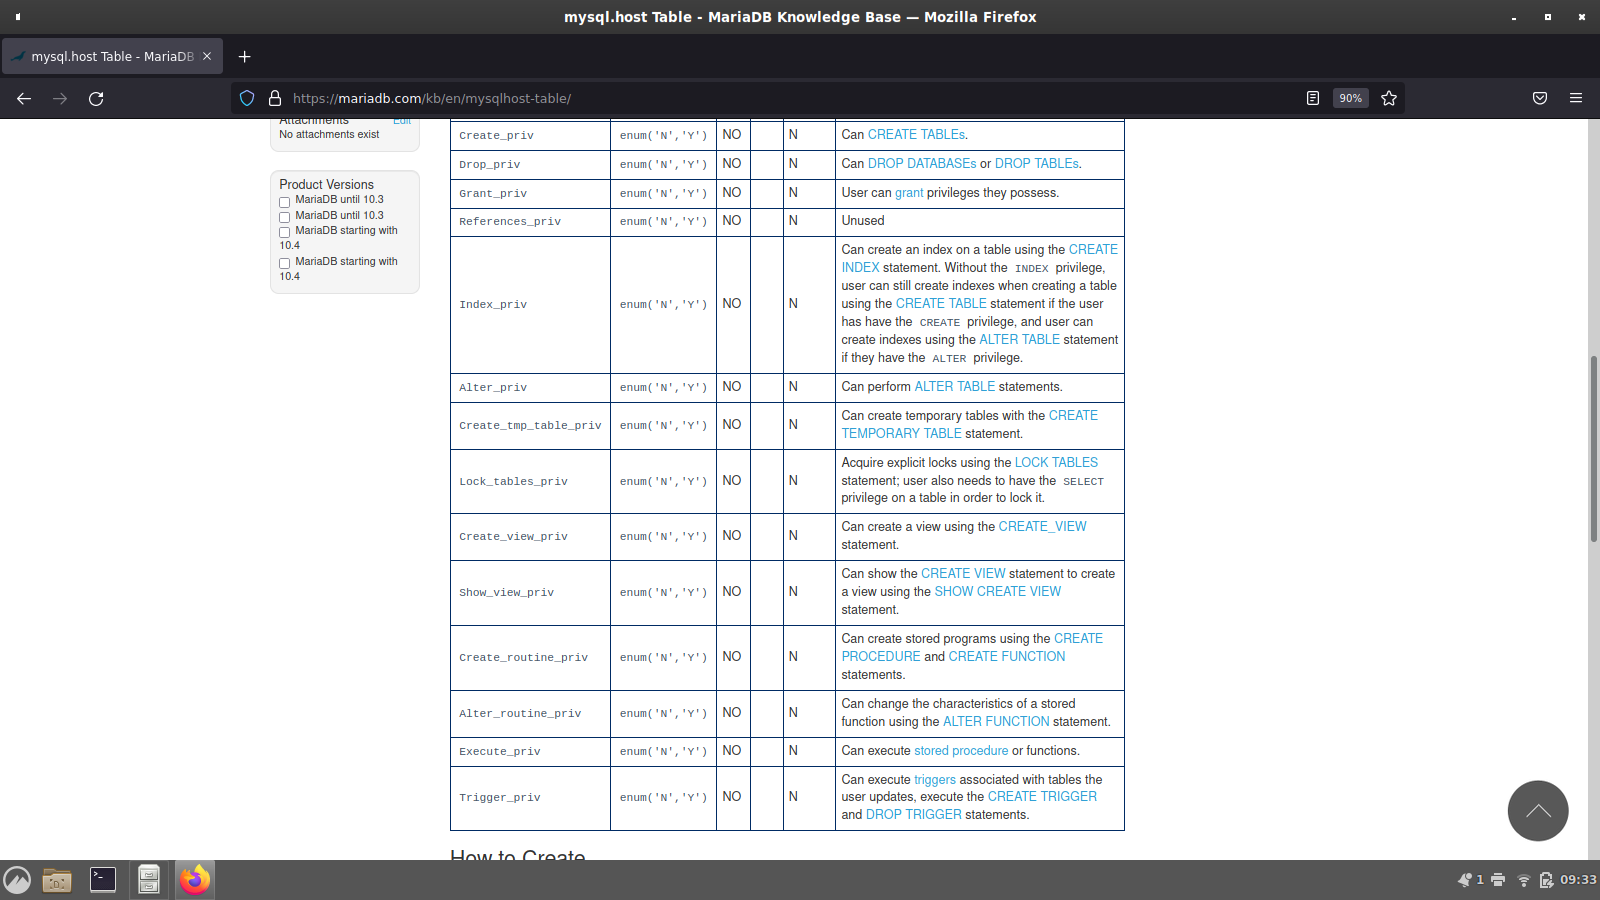 mysql.host Table - MariaDB Knowledge Base — Mozilla Firefox
mysql.host Table - MariaDB
https://mariadb.com/kb/en/mysqlhost-table/
90%
Attachments
Edit
No attachments exist
Product Versions
MariaDB until 10.3
MariaDB until 10.3
MariaDB starting with
10.4
MariaDB starting with
10.4
Create_priv enum('N','Y') NO N Can CREATE TABLEs.
Drop_priv enum('N','Y') NO N Can DROP DATABASEs or DROP TABLEs.
Grant_priv enum('N','Y') NO N User can grant privileges they possess.
References_priv enum('N','Y') NO N Unused
Can create an index on a table using the CREATE
INDEX statement. Without the INDEX privilege,
user can still create indexes when creating a table
Index_priv enum('N','Y') NO N using the CREATE TABLE statement if the user
has have the CREATE privilege, and user can
create indexes using the ALTER TABLE statement
if they have the ALTER privilege.
Alter_priv enum('N','Y') NO N Can perform ALTER TABLE statements.
Create_tmp_table_priv enum('N','Y') NO N Can create temporary tables with the CREATE
TEMPORARY TABLE statement.
Acquire explicit locks using the LOCK TABLES
Lock_tables_priv enum('N','Y') NO N statement; user also needs to have the SELECT
privilege on a table in order to lock it.
Create_view_priv enum('N','Y') NO N Can create a view using the CREATE_VIEW
statement.
Can show the CREATE VIEW statement to create
Show_view_priv enum('N','Y') NO N a view using the SHOW CREATE VIEW
statement.
Can create stored programs using the CREATE
Create_routine_priv enum('N','Y') NO N PROCEDURE and CREATE FUNCTION
statements.
Alter_routine_priv enum('N','Y') NO N Can change the characteristics of a stored
function using the ALTER FUNCTION statement.
Execute_priv enum('N','Y') NO N Can execute stored procedure or functions.
Can execute triggers associated with tables the
Trigger_priv enum('N','Y') NO N user updates, execute the CREATE TRIGGER
and DROP TRIGGER statements.
How to Create
1
09:33